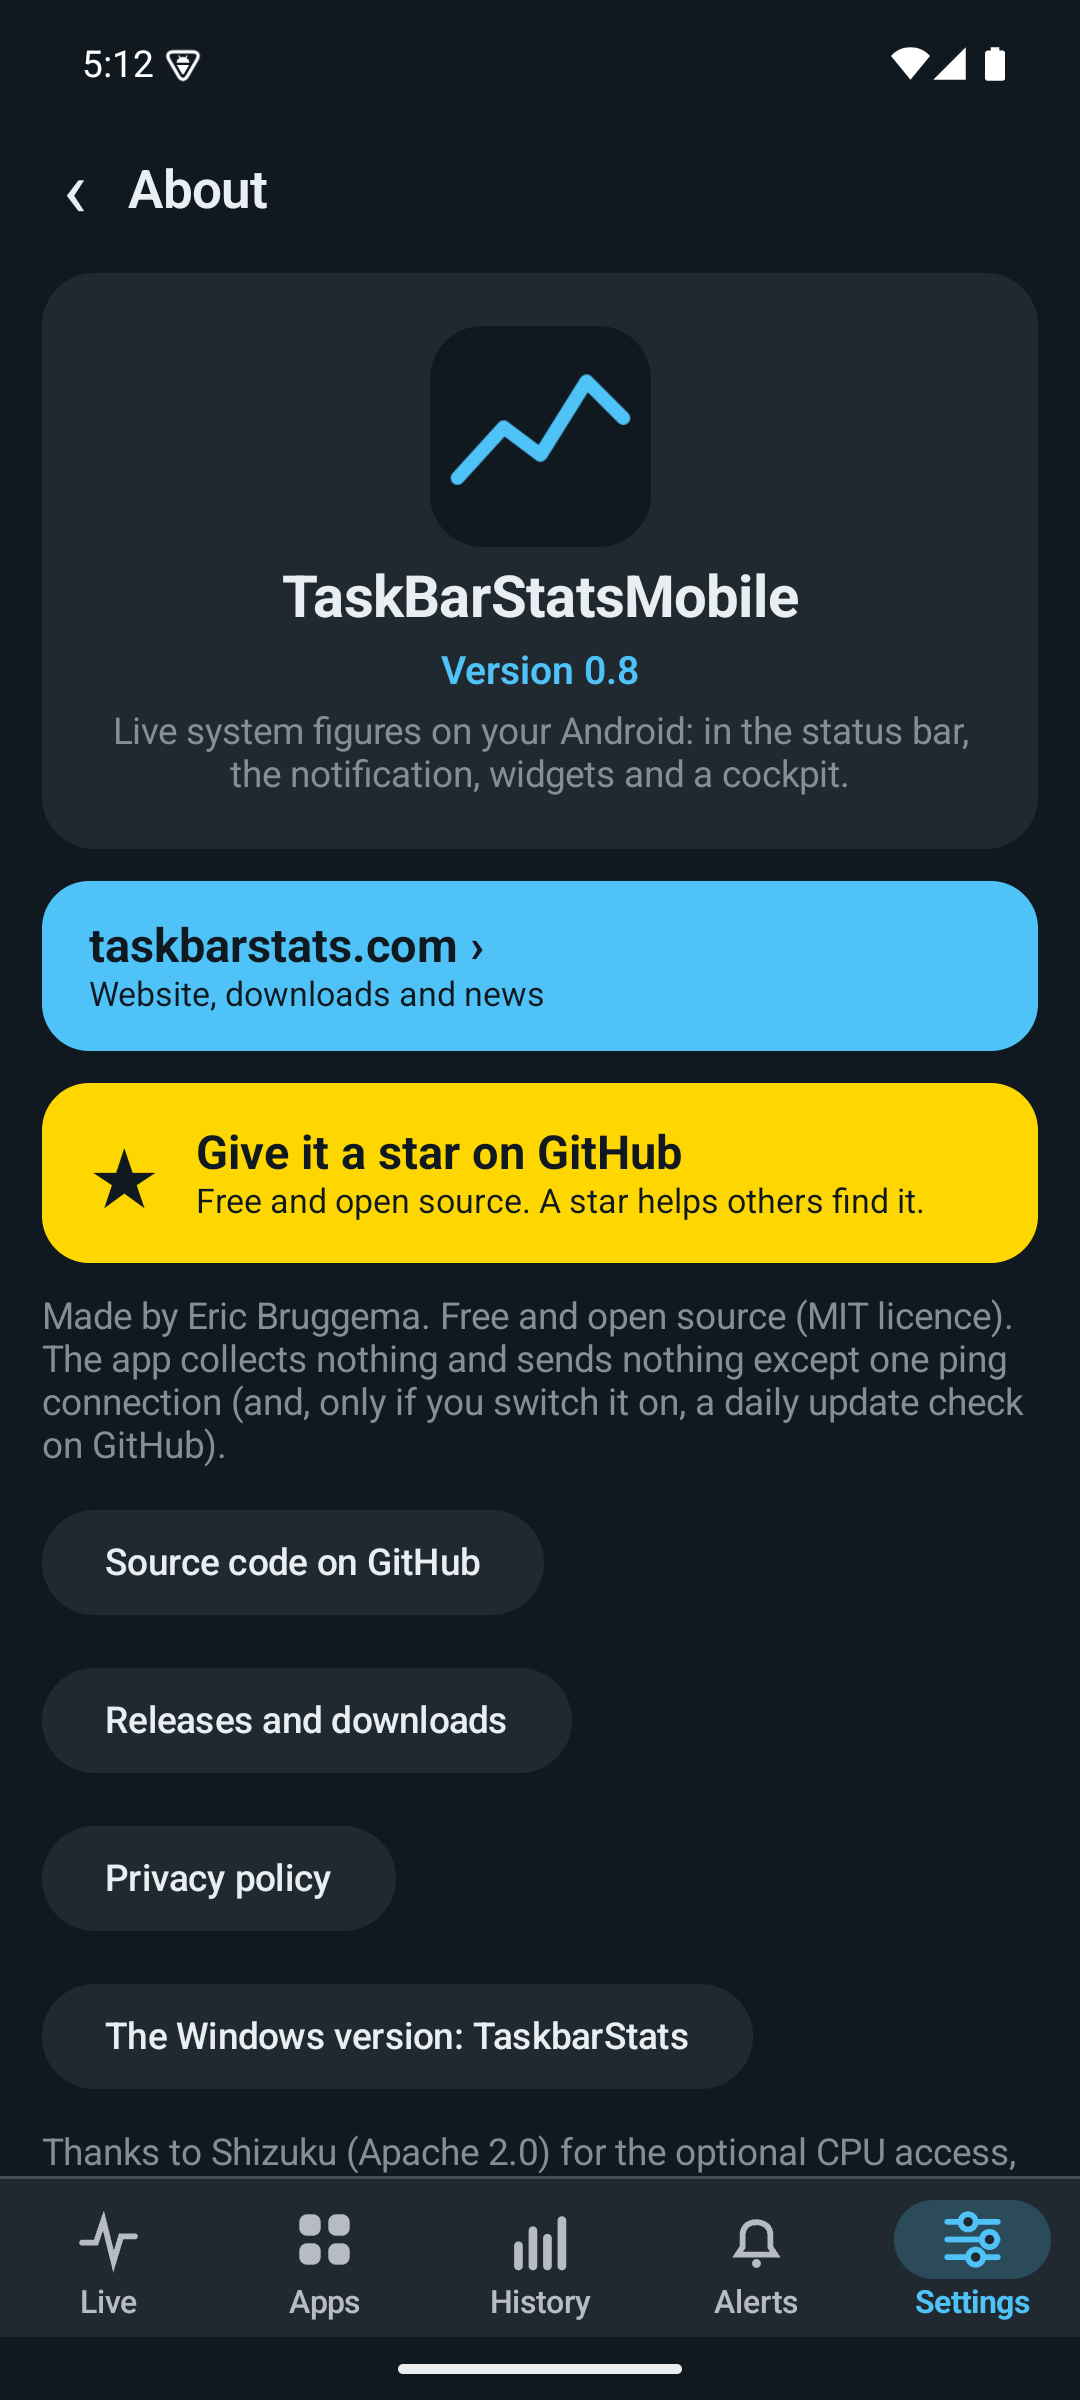 5:12
‹ About
TaskBarStatsMobile
Version 0.8
Live system figures on your Android: in the status bar,
the notification, widgets and a cockpit.
taskbarstats.com ›
Website, downloads and news
★ Give it a star on GitHub
Free and open source. A star helps others find it.
Made by Eric Bruggema. Free and open source (MIT licence).
The app collects nothing and sends nothing except one ping
connection (and, only if you switch it on, a daily update check
on GitHub).
Source code on GitHub
Releases and downloads
Privacy policy
The Windows version: TaskbarStats
Thanks to Shizuku (Apache 2.0) for the optional CPU access,
Live Apps History Alerts Settings